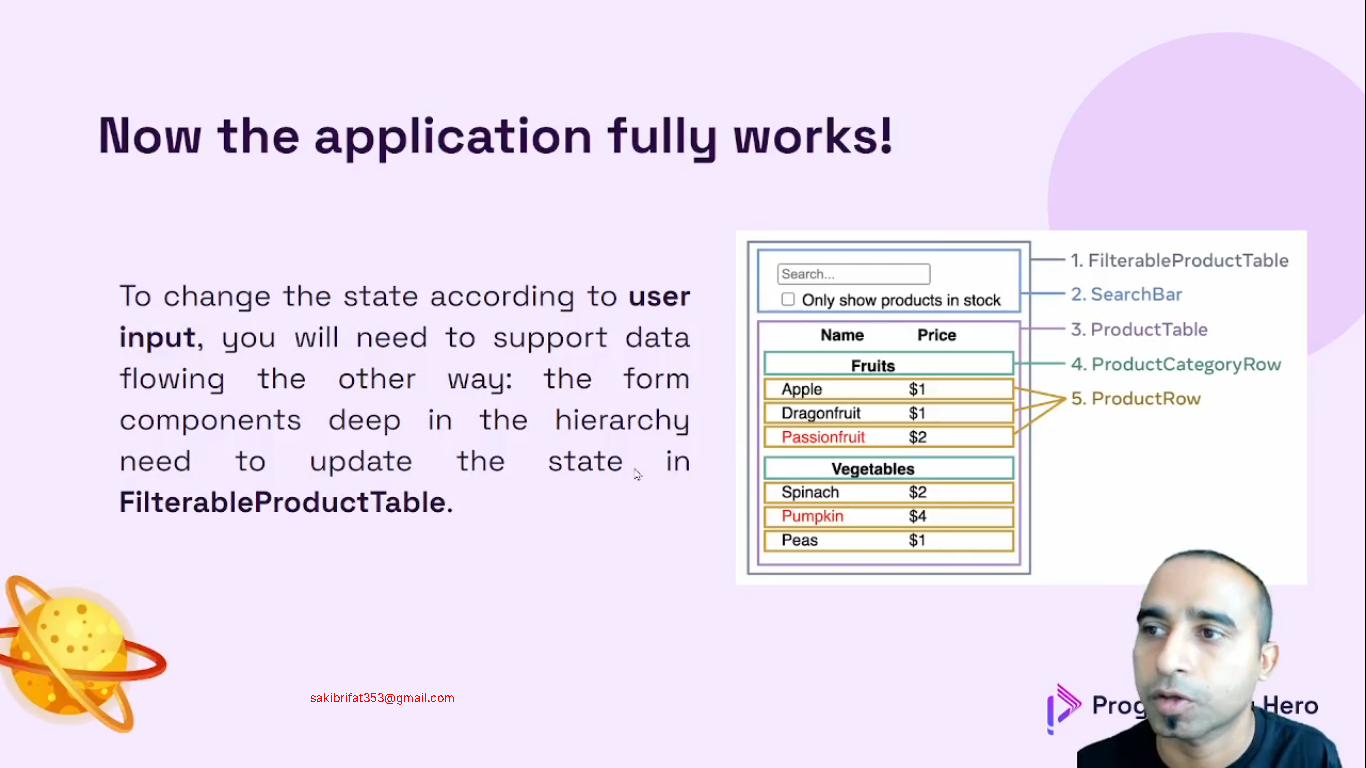 Now the application fully works!
To change the state according to user
input, you will need to support data
flowing the other way: the form
components deep in the hierarchy
need to update the state in
FilterableProductTable.
Search...
Only show products in stock
Name Price
Fruits
Apple $1
Dragonfruit $1
Passionfruit $2
Vegetables
Spinach $2
Pumpkin $4
Peas $1
1. FilterableProductTable
2. SearchBar
3. ProductTable
4. ProductCategoryRow
5. ProductRow
sakibrifat353@gmail.com
Hero